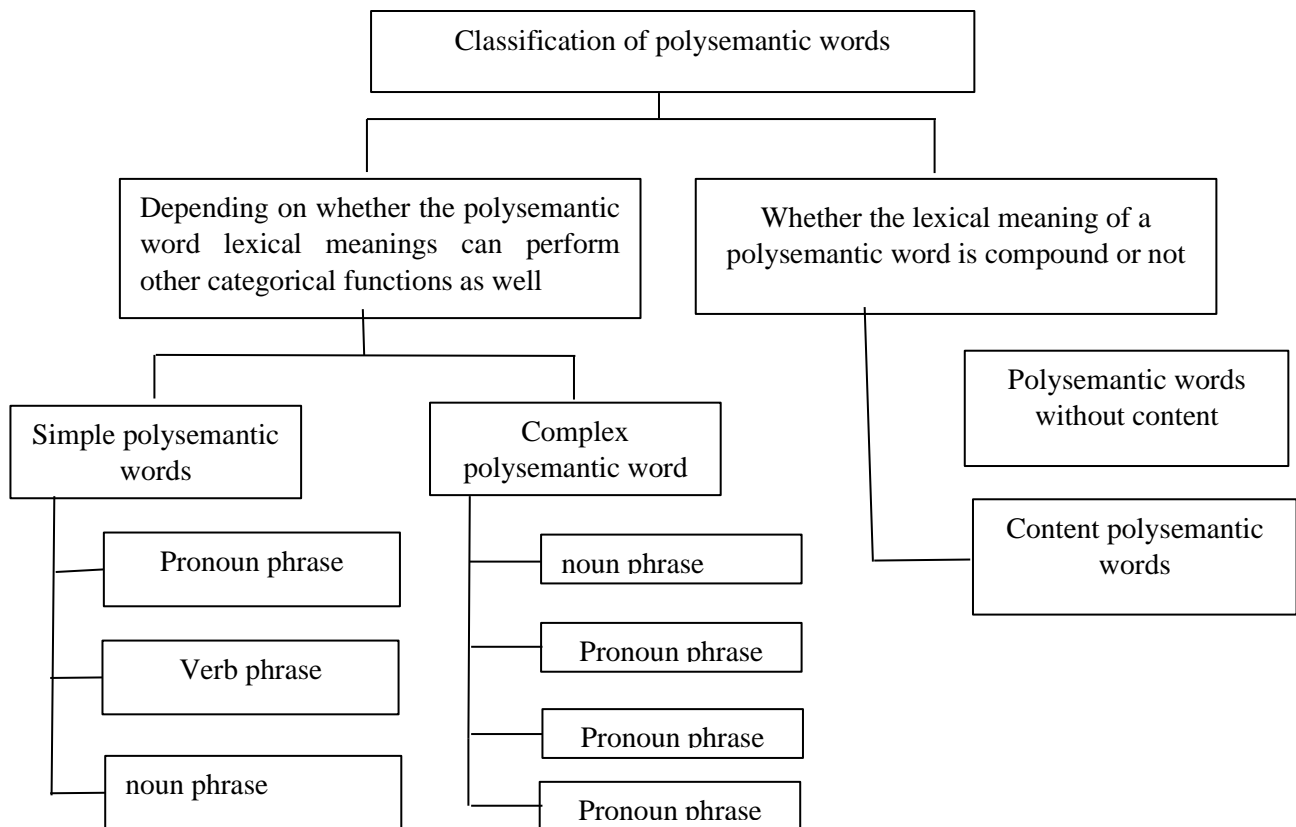 Classification of polysemantic words
Depending on whether the polysemantic
word lexical meanings can perform
other categorical functions as well
Whether the lexical meaning of a
polysemantic word is compound or not
Simple polysemantic
words
Pronoun phrase
Verb phrase
noun phrase
Complex
polysemantic word
noun phrase
Pronoun phrase
Pronoun phrase
Pronoun phrase
Polysemantic words
without content
Content polysemantic
words